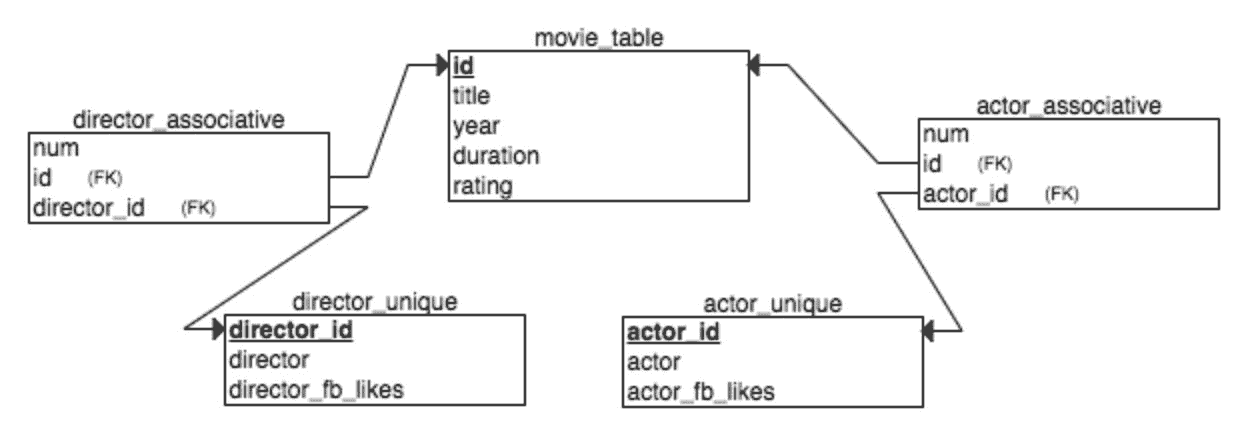 movie_table
id
title
year
duration
rating
director_associative
num
id (FK)
director_id (FK)
actor_associative
num
id (FK)
actor_id (FK)
director_unique
director_id
director
director_fb_likes
actor_unique
actor_id
actor
actor_fb_likes